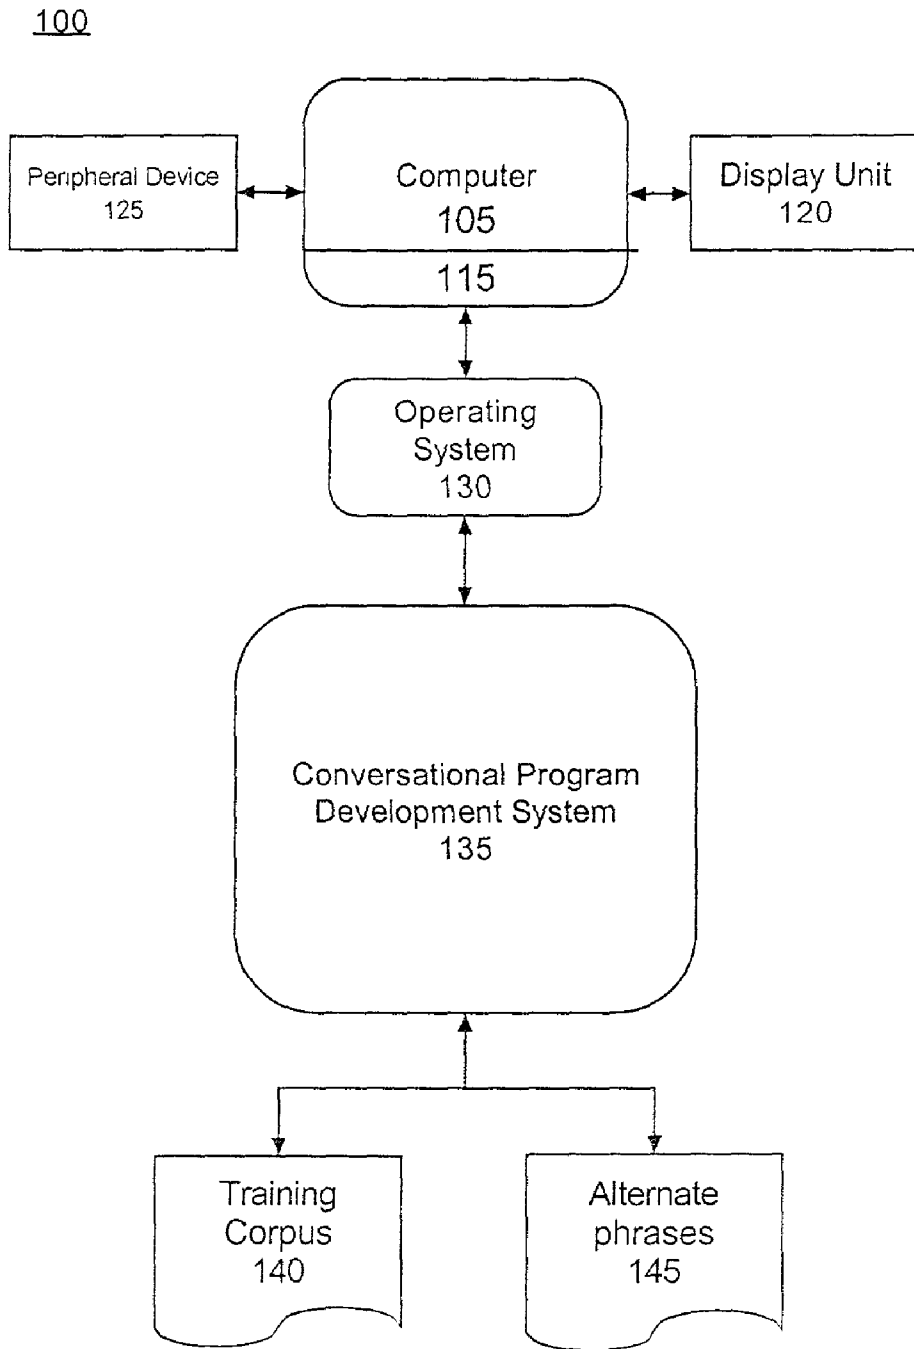 100
Peripheral Device
125
Computer
105
115
Display Unit
120
Operating
System
130
Conversational Program
Development System
135
Training
Corpus
140
Alternate
phrases
145